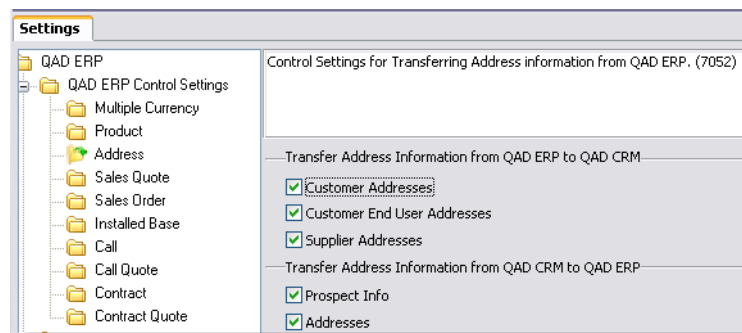 Settings
QAD ERP
QAD ERP Control Settings
Multiple Currency
Product
Address
Sales Quote
Sales Order
Installed Base
Call
Call Quote
Contract
Contract Quote
Control Settings for Transferring Address information from QAD ERP. (7052)
Transfer Address Information from QAD ERP to QAD CRM
Customer Addresses
Customer End User Addresses
Supplier Addresses
Transfer Address Information from QAD CRM to QAD ERP
Prospect Info
Addresses